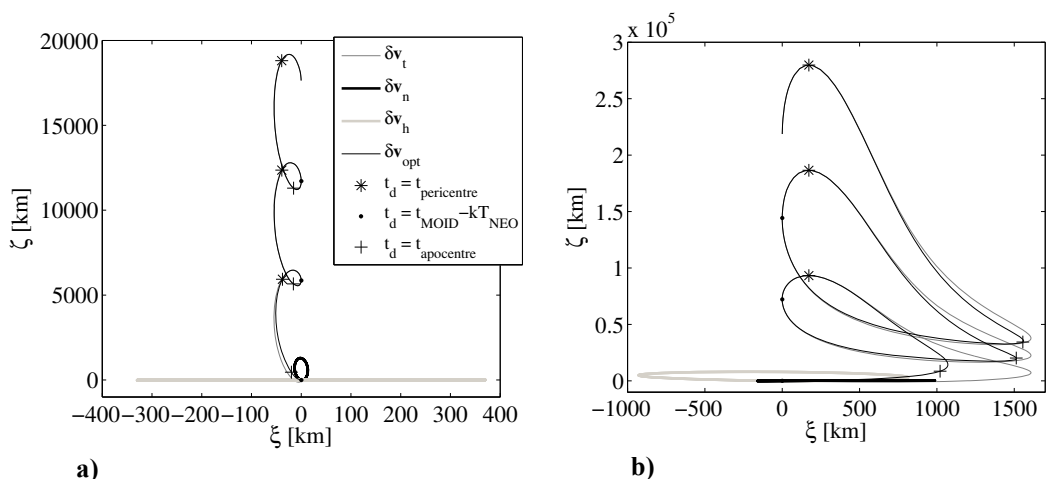 20000
15000
10000
5000
0
ζ [km]
−400 −300 −200 −100 0 100 200 300 400
ξ [km]
δv_t
δv_n
δv_h
δv_opt
t_d = t_pericentre
t_d = t_MOID−kT_NEO
t_d = t_apocentre
a)
x 10^5
3
2.5
2
1.5
1
0.5
0
ζ [km]
−1000 −500 0 500 1000 1500
ξ [km]
b)